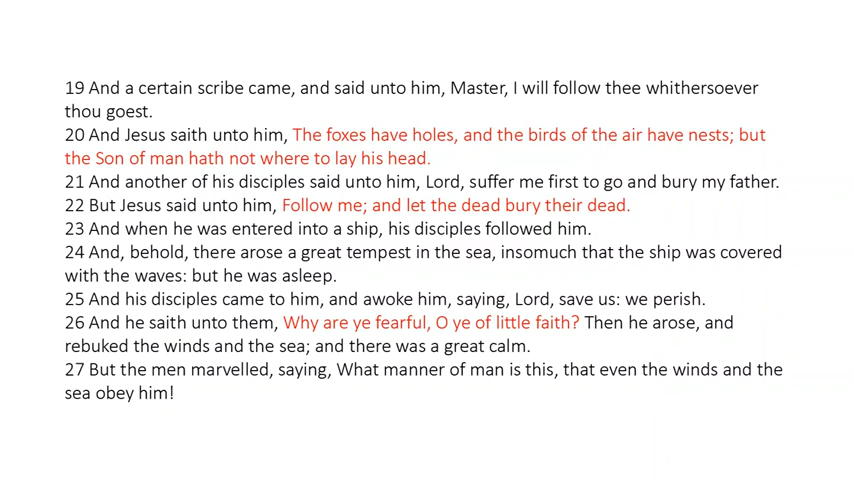 19 And a certain scribe came, and said unto him, Master, I will follow thee whithersoever
thou goest.
20 And Jesus saith unto him, The foxes have holes, and the birds of the air have nests; but
the Son of man hath not where to lay his head.
21 And another of his disciples said unto him, Lord, suffer me first to go and bury my father.
22 But Jesus said unto him, Follow me; and let the dead bury their dead.
23 And when he was entered into a ship, his disciples followed him.
24 And, behold, there arose a great tempest in the sea, insomuch that the ship was covered
with the waves: but he was asleep.
25 And his disciples came to him, and awoke him, saying, Lord, save us: we perish.
26 And he saith unto them, Why are ye fearful, O ye of little faith? Then he arose, and
rebuked the winds and the sea; and there was a great calm.
27 But the men marvelled, saying, What manner of man is this, that even the winds and the
sea obey him!